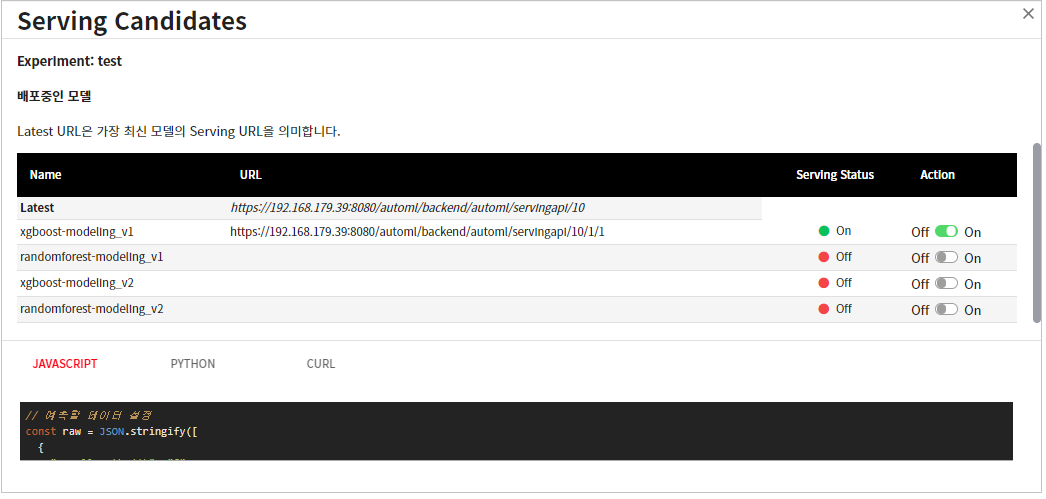 Serving Candidates
Experiment: test
배포중인 모델
Latest URL은 가장 최신 모델의 Serving URL을 의미합니다.
Name URL Serving Status Action
Latest https://192.168.179.39:8080/automl/backend/automl/servingapi/10
xgboost-modeling_v1 https://192.168.179.39:8080/automl/backend/automl/servingapi/10/1/1 On Off On
randomforest-modeling_v1 Off Off On
xgboost-modeling_v2 Off Off On
randomforest-modeling_v2 Off Off On
JAVASCRIPT PYTHON CURL
// 예측할 데이터 설정
const raw = JSON.stringify([
{